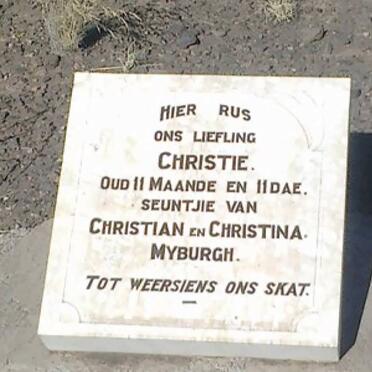 HIER RUS
ONS LIEFLING
CHRISTIE.
OUD 11 MAANDE EN 11 DAE.
SEUNTJIE VAN
CHRISTIAN EN CHRISTINA.
MYBURGH.
TOT WEERSIENS ONS SKAT.